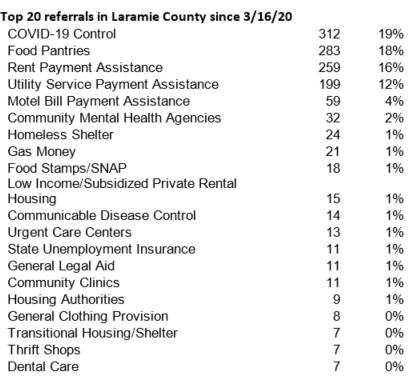 Top 20 referrals in Laramie County since 3/16/20
COVID-19 Control 312 19%
Food Pantries 283 18%
Rent Payment Assistance 259 16%
Utility Service Payment Assistance 199 12%
Motel Bill Payment Assistance 59 4%
Community Mental Health Agencies 32 2%
Homeless Shelter 24 1%
Gas Money 21 1%
Food Stamps/SNAP 18 1%
Low Income/Subsidized Private Rental
Housing 15 1%
Communicable Disease Control 14 1%
Urgent Care Centers 13 1%
State Unemployment Insurance 11 1%
General Legal Aid 11 1%
Community Clinics 11 1%
Housing Authorities 9 1%
General Clothing Provision 8 0%
Transitional Housing/Shelter 7 0%
Thrift Shops 7 0%
Dental Care 7 0%